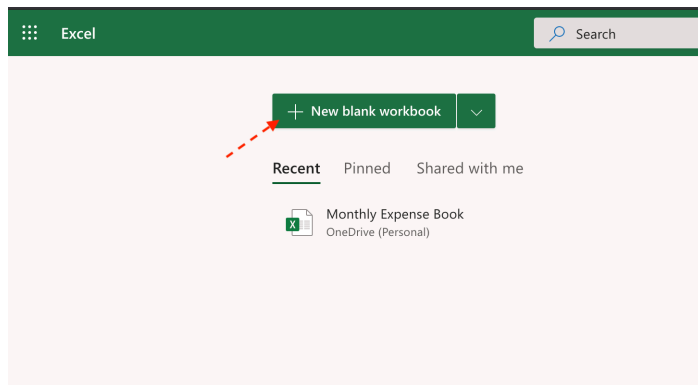 Excel
Search
New blank workbook
Recent Pinned Shared with me
Monthly Expense Book
X
OneDrive (Personal)